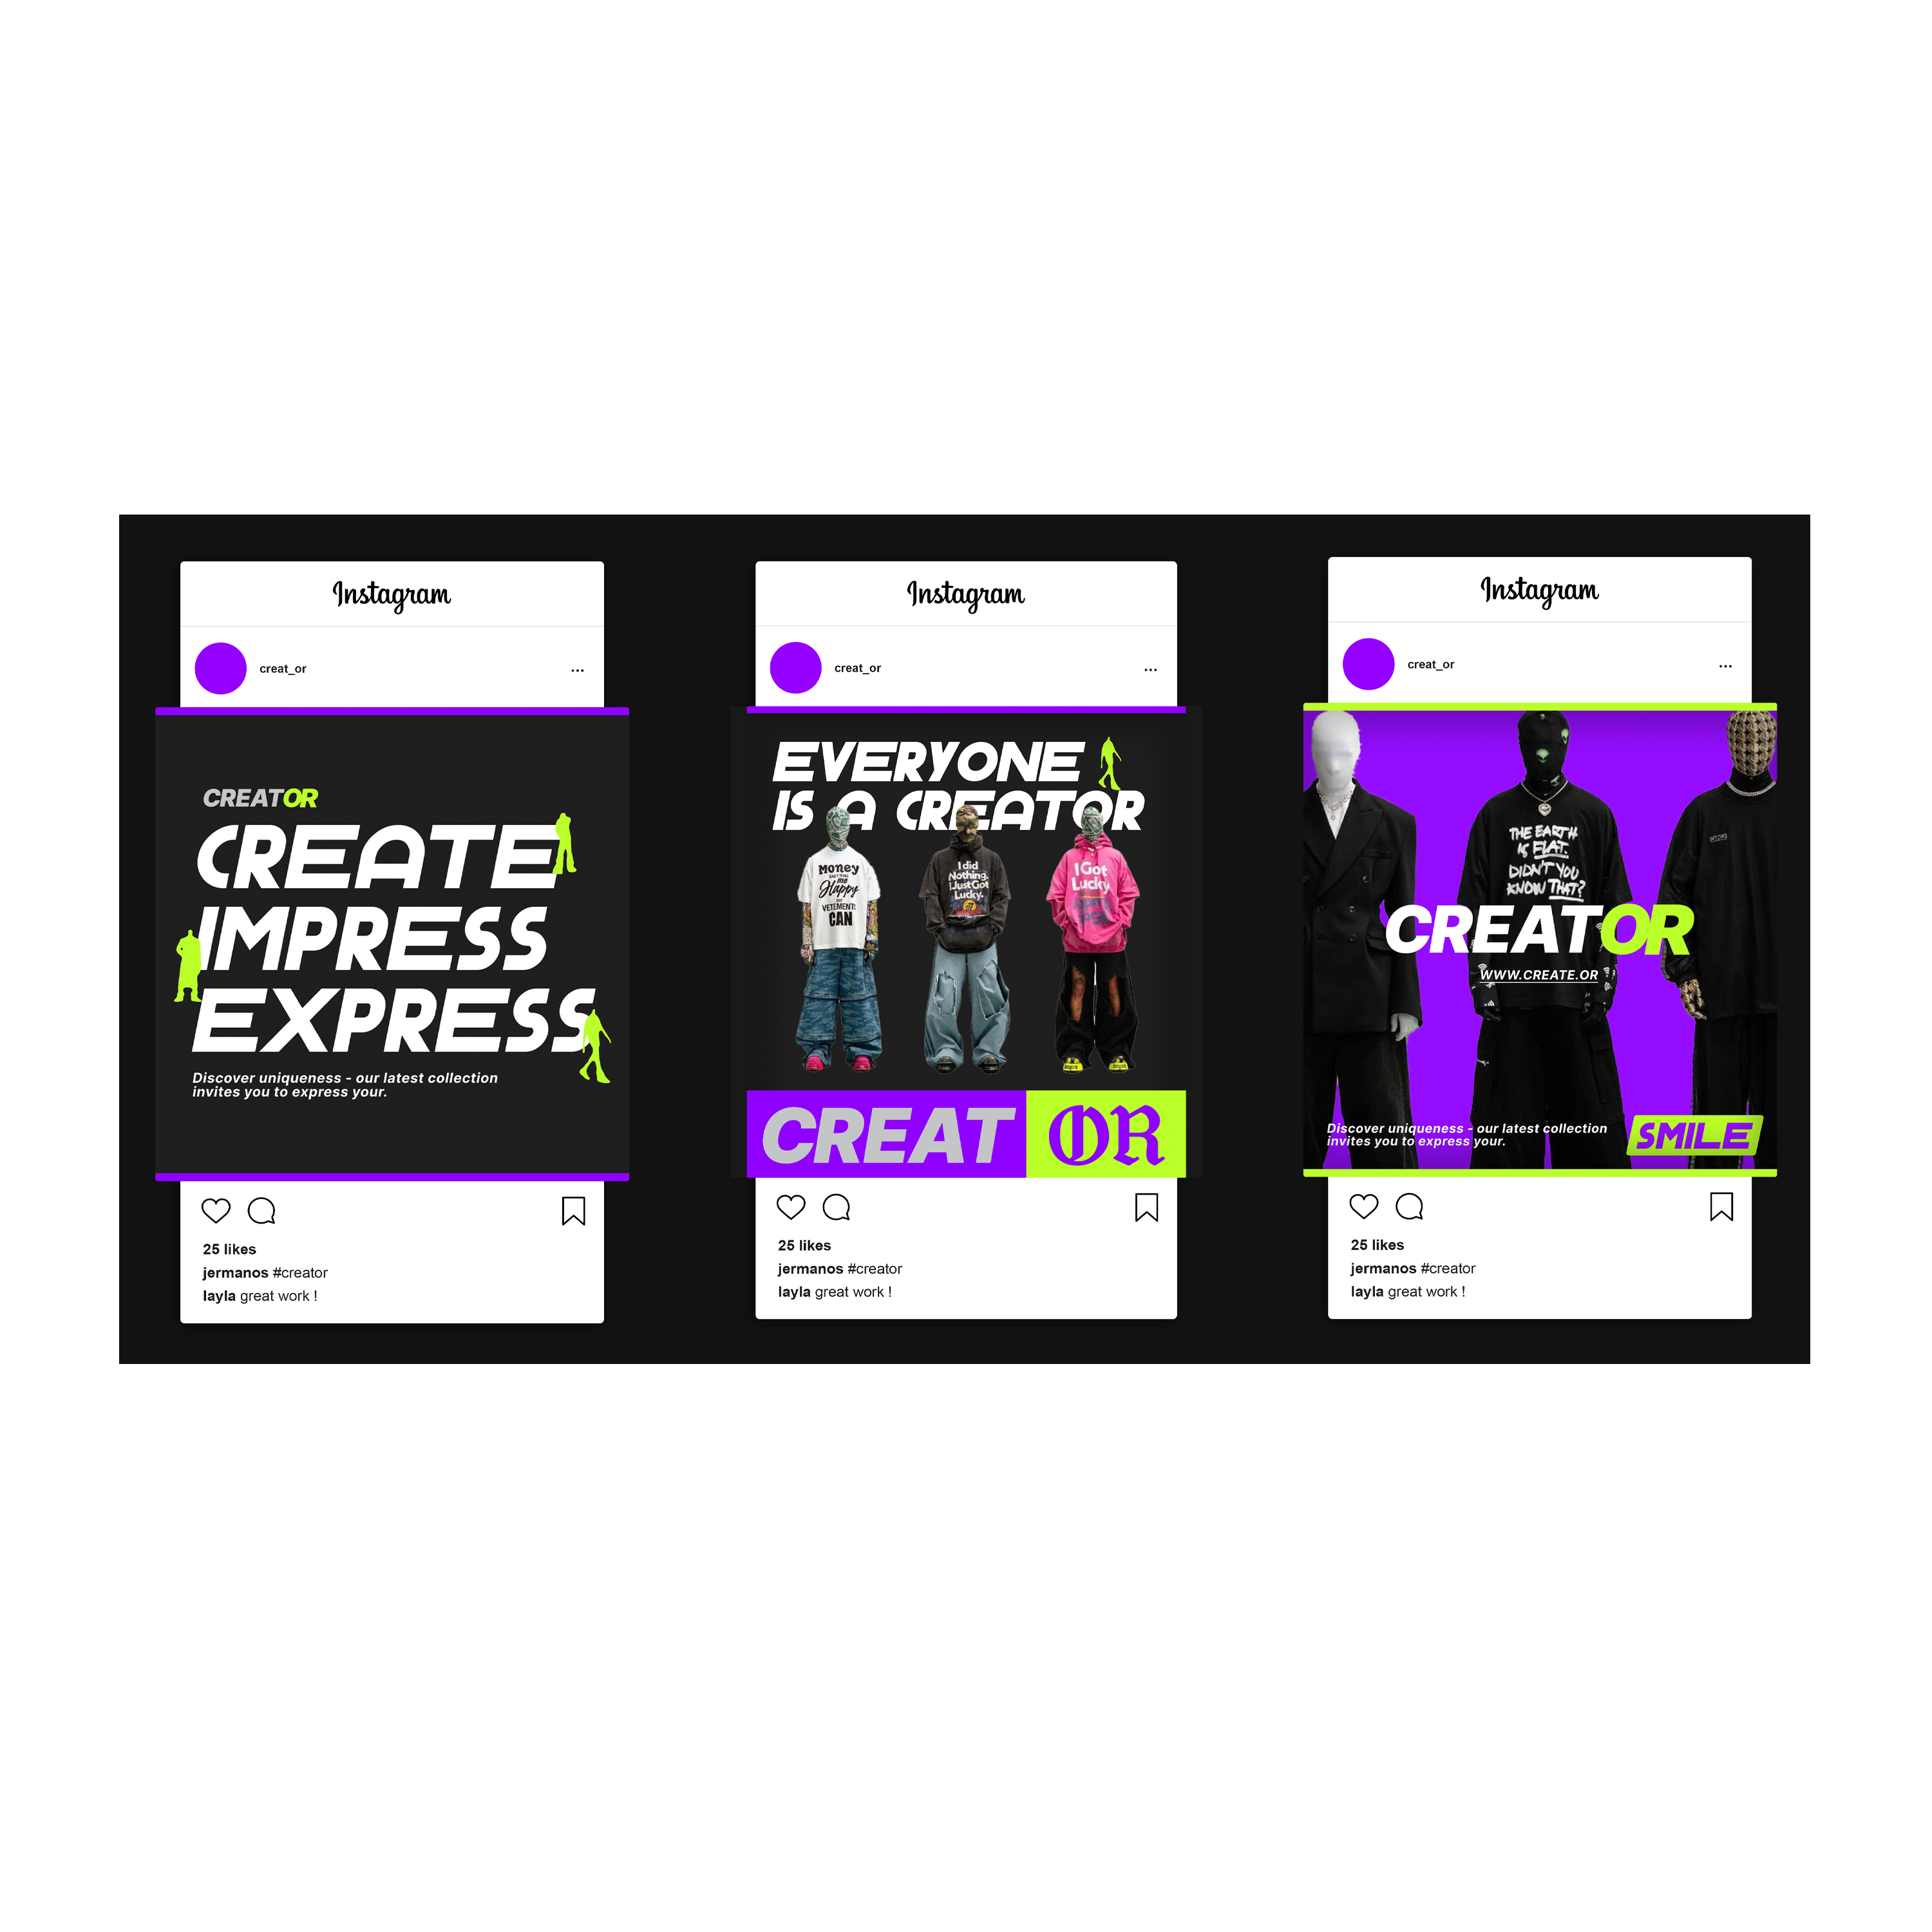 Instagram
creat_or
...
CREATOR
CREATE
IMPRESS
EXPRESS
Discover uniqueness - our latest collection
invites you to express your.
25 likes
jermanos #creator
layla great work !
Instagram
creat_or
...
EVERYONE
IS A CREATOR
Money
me
Happy
VETEMENTS
CAN
I did
Nothing.
I Just Got
Lucky.
I Got
Lucky
CREAT OR
25 likes
jermanos #creator
layla great work !
Instagram
creat_or
...
THE EARTH
IS FLAT.
DIDN'T YOU
KNOW THAT?
CREATOR
WWW.CREATE.OR
Discover uniqueness - our latest collection
invites you to express your.
SMILE
25 likes
jermanos #creator
layla great work !